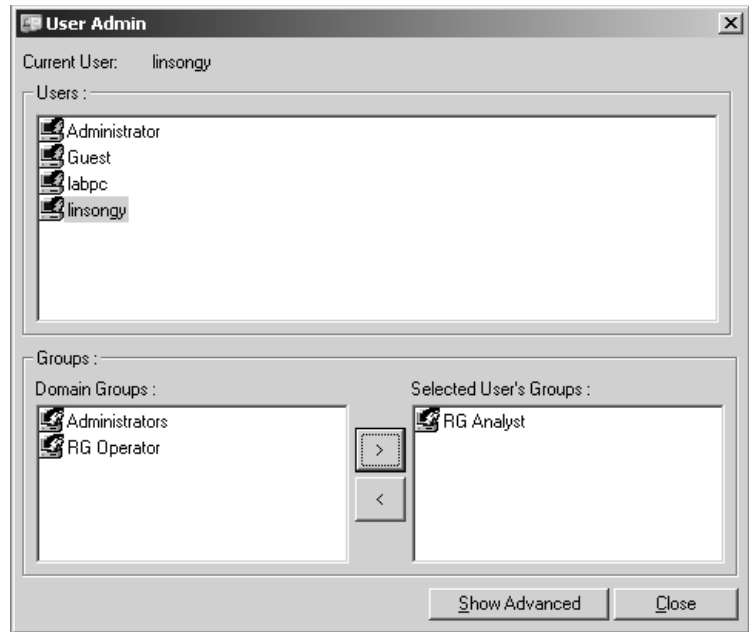 User Admin
Current User: linsongy
Users :
Administrator
Guest
labpc
linsongy
Groups :
Domain Groups :
Administrators
RG Operator
>
<
Selected User's Groups :
RG Analyst
Show Advanced
Close